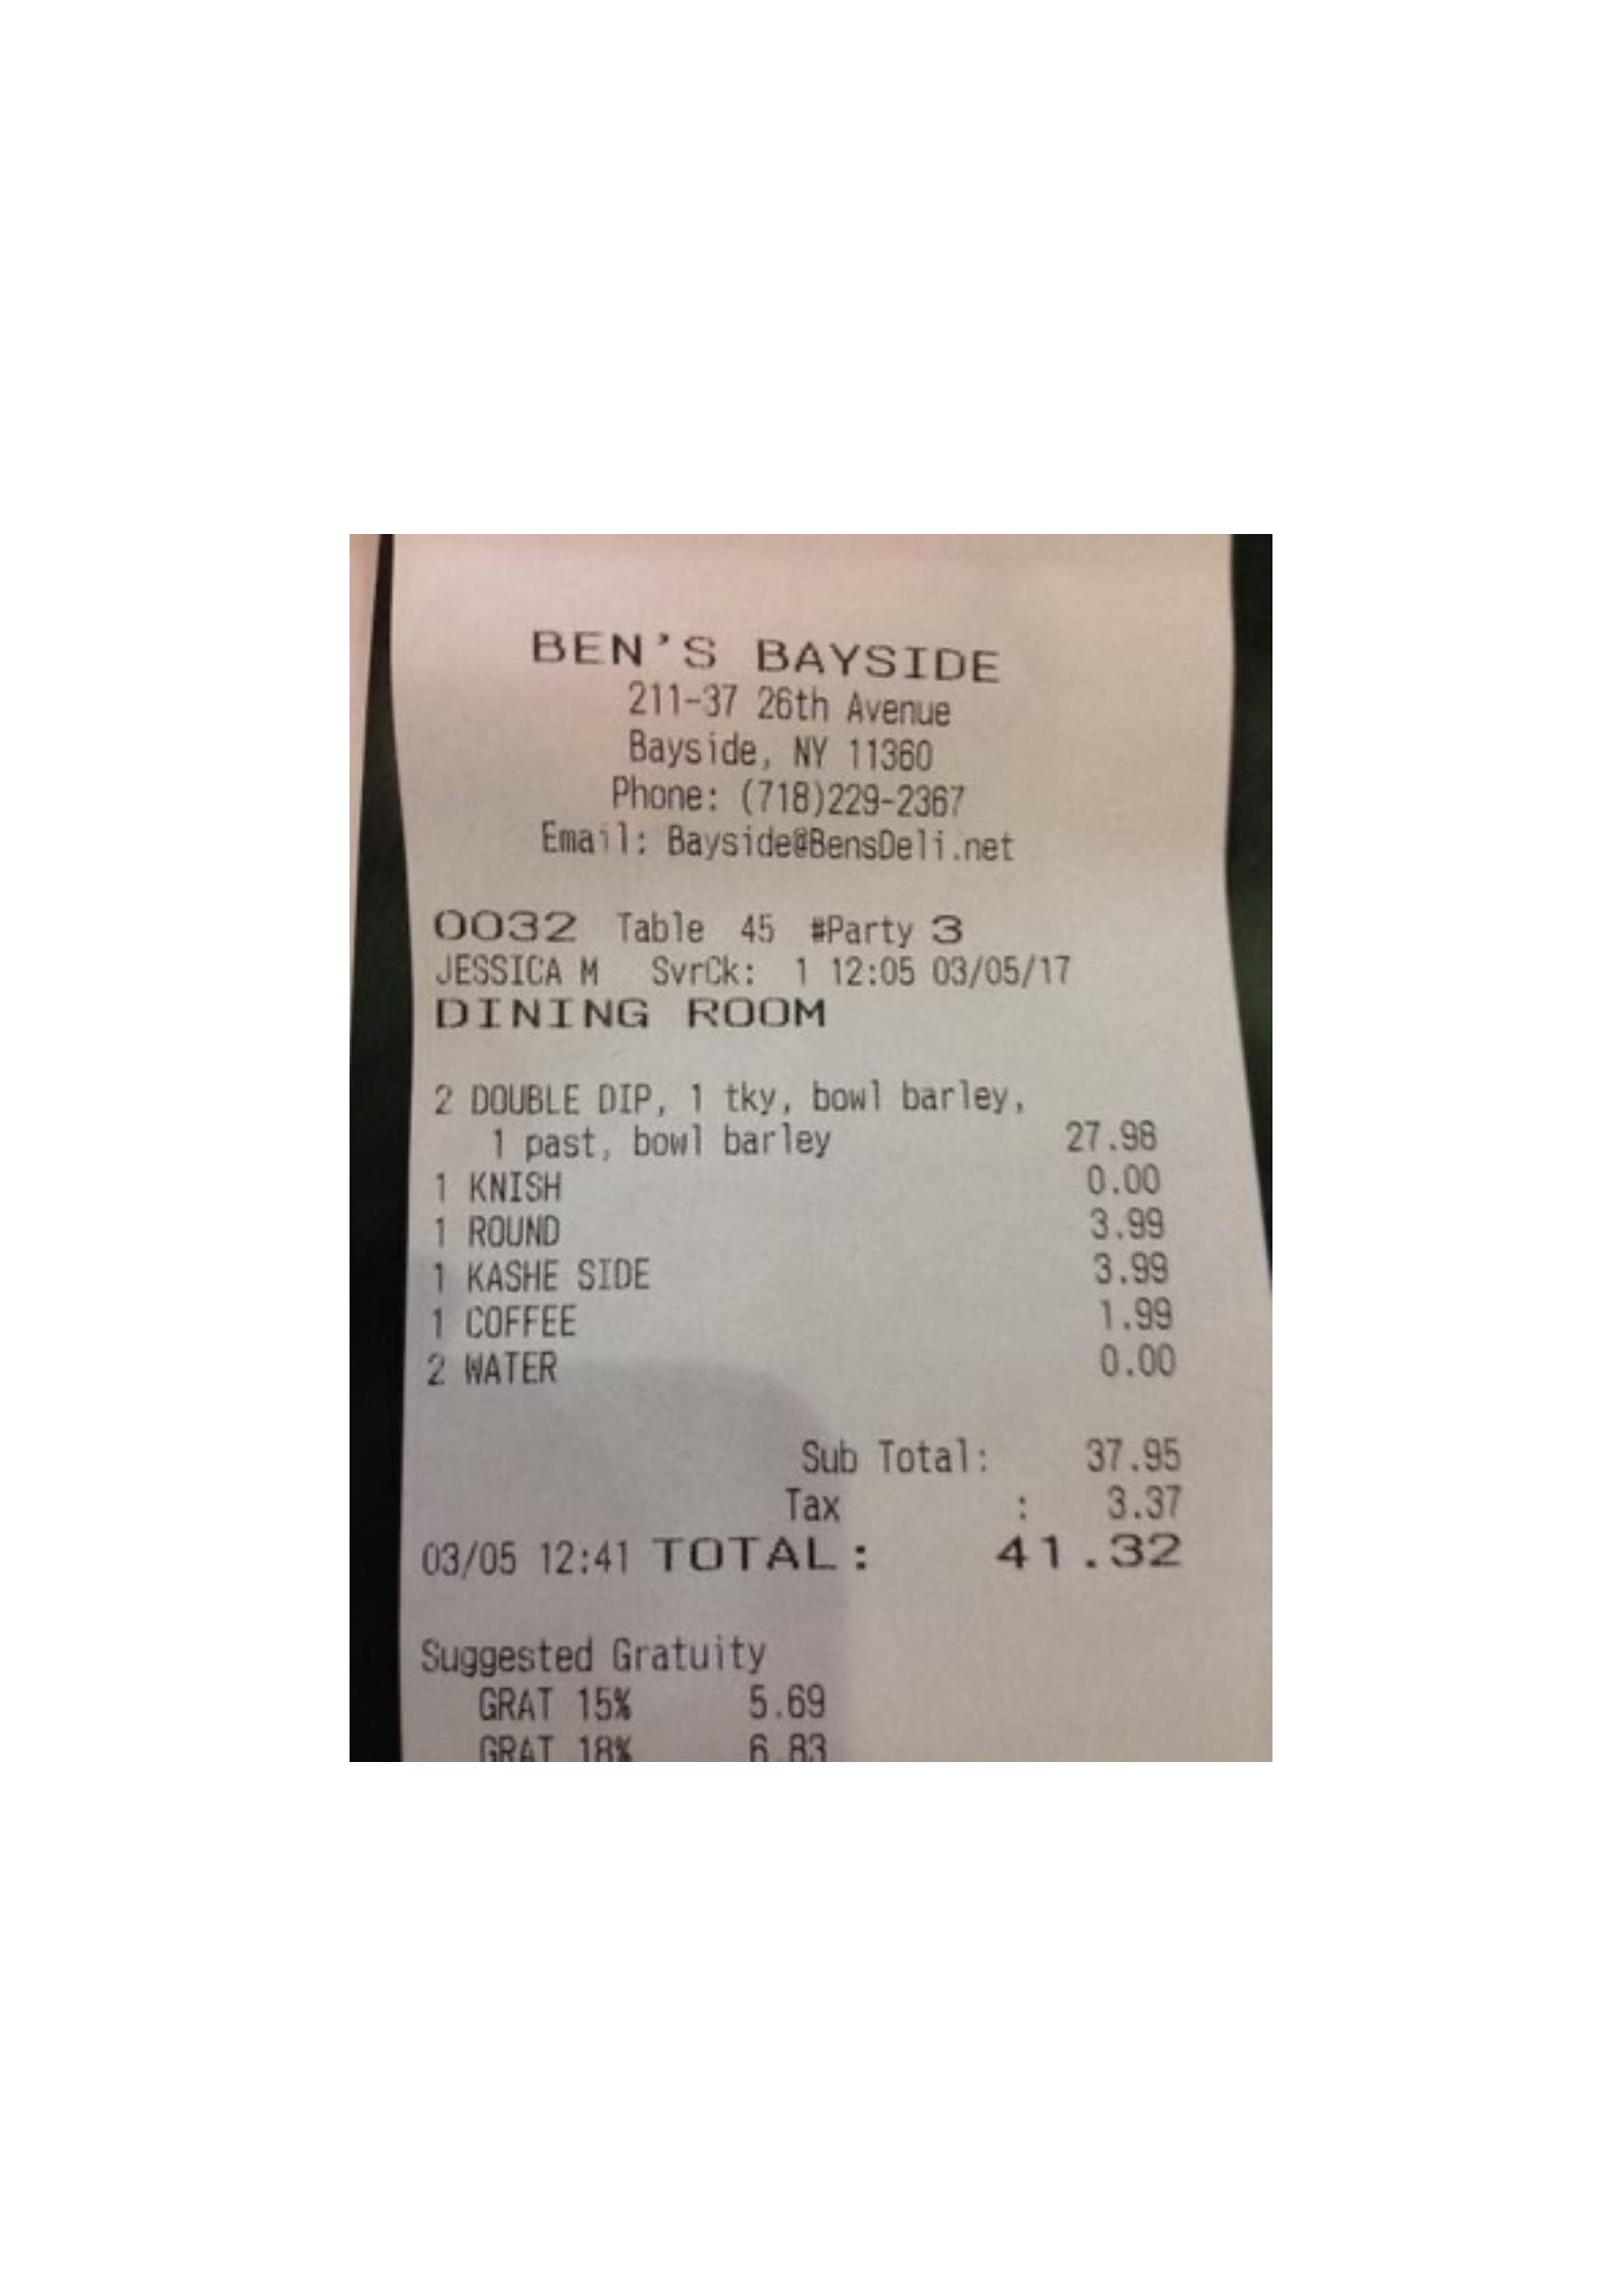 BEN'S BAYSIDE
211-37 26th Avenue
Bayside, NY 11360
Phone: (718)229-2367
Email: Bayside@BensDeli.net
0032 Table 45 #Party 3
JESSICA M SvrCk: 1 12:05 03/05/17
DINING ROOM
2 DOUBLE DIP, 1 tky, bowl barley,
1 past, bowl barley 27.98
1 KNISH 0.00
1 ROUND 3.99
1 KASHE SIDE 3.99
1 COFFEE 1.99
2 WATER 0.00
Sub Total: 37.95
Tax : 3.37
03/05 12:41 TOTAL: 41.32
Suggested Gratuity
GRAT 15% 5.69
GRAT 18% 6.83